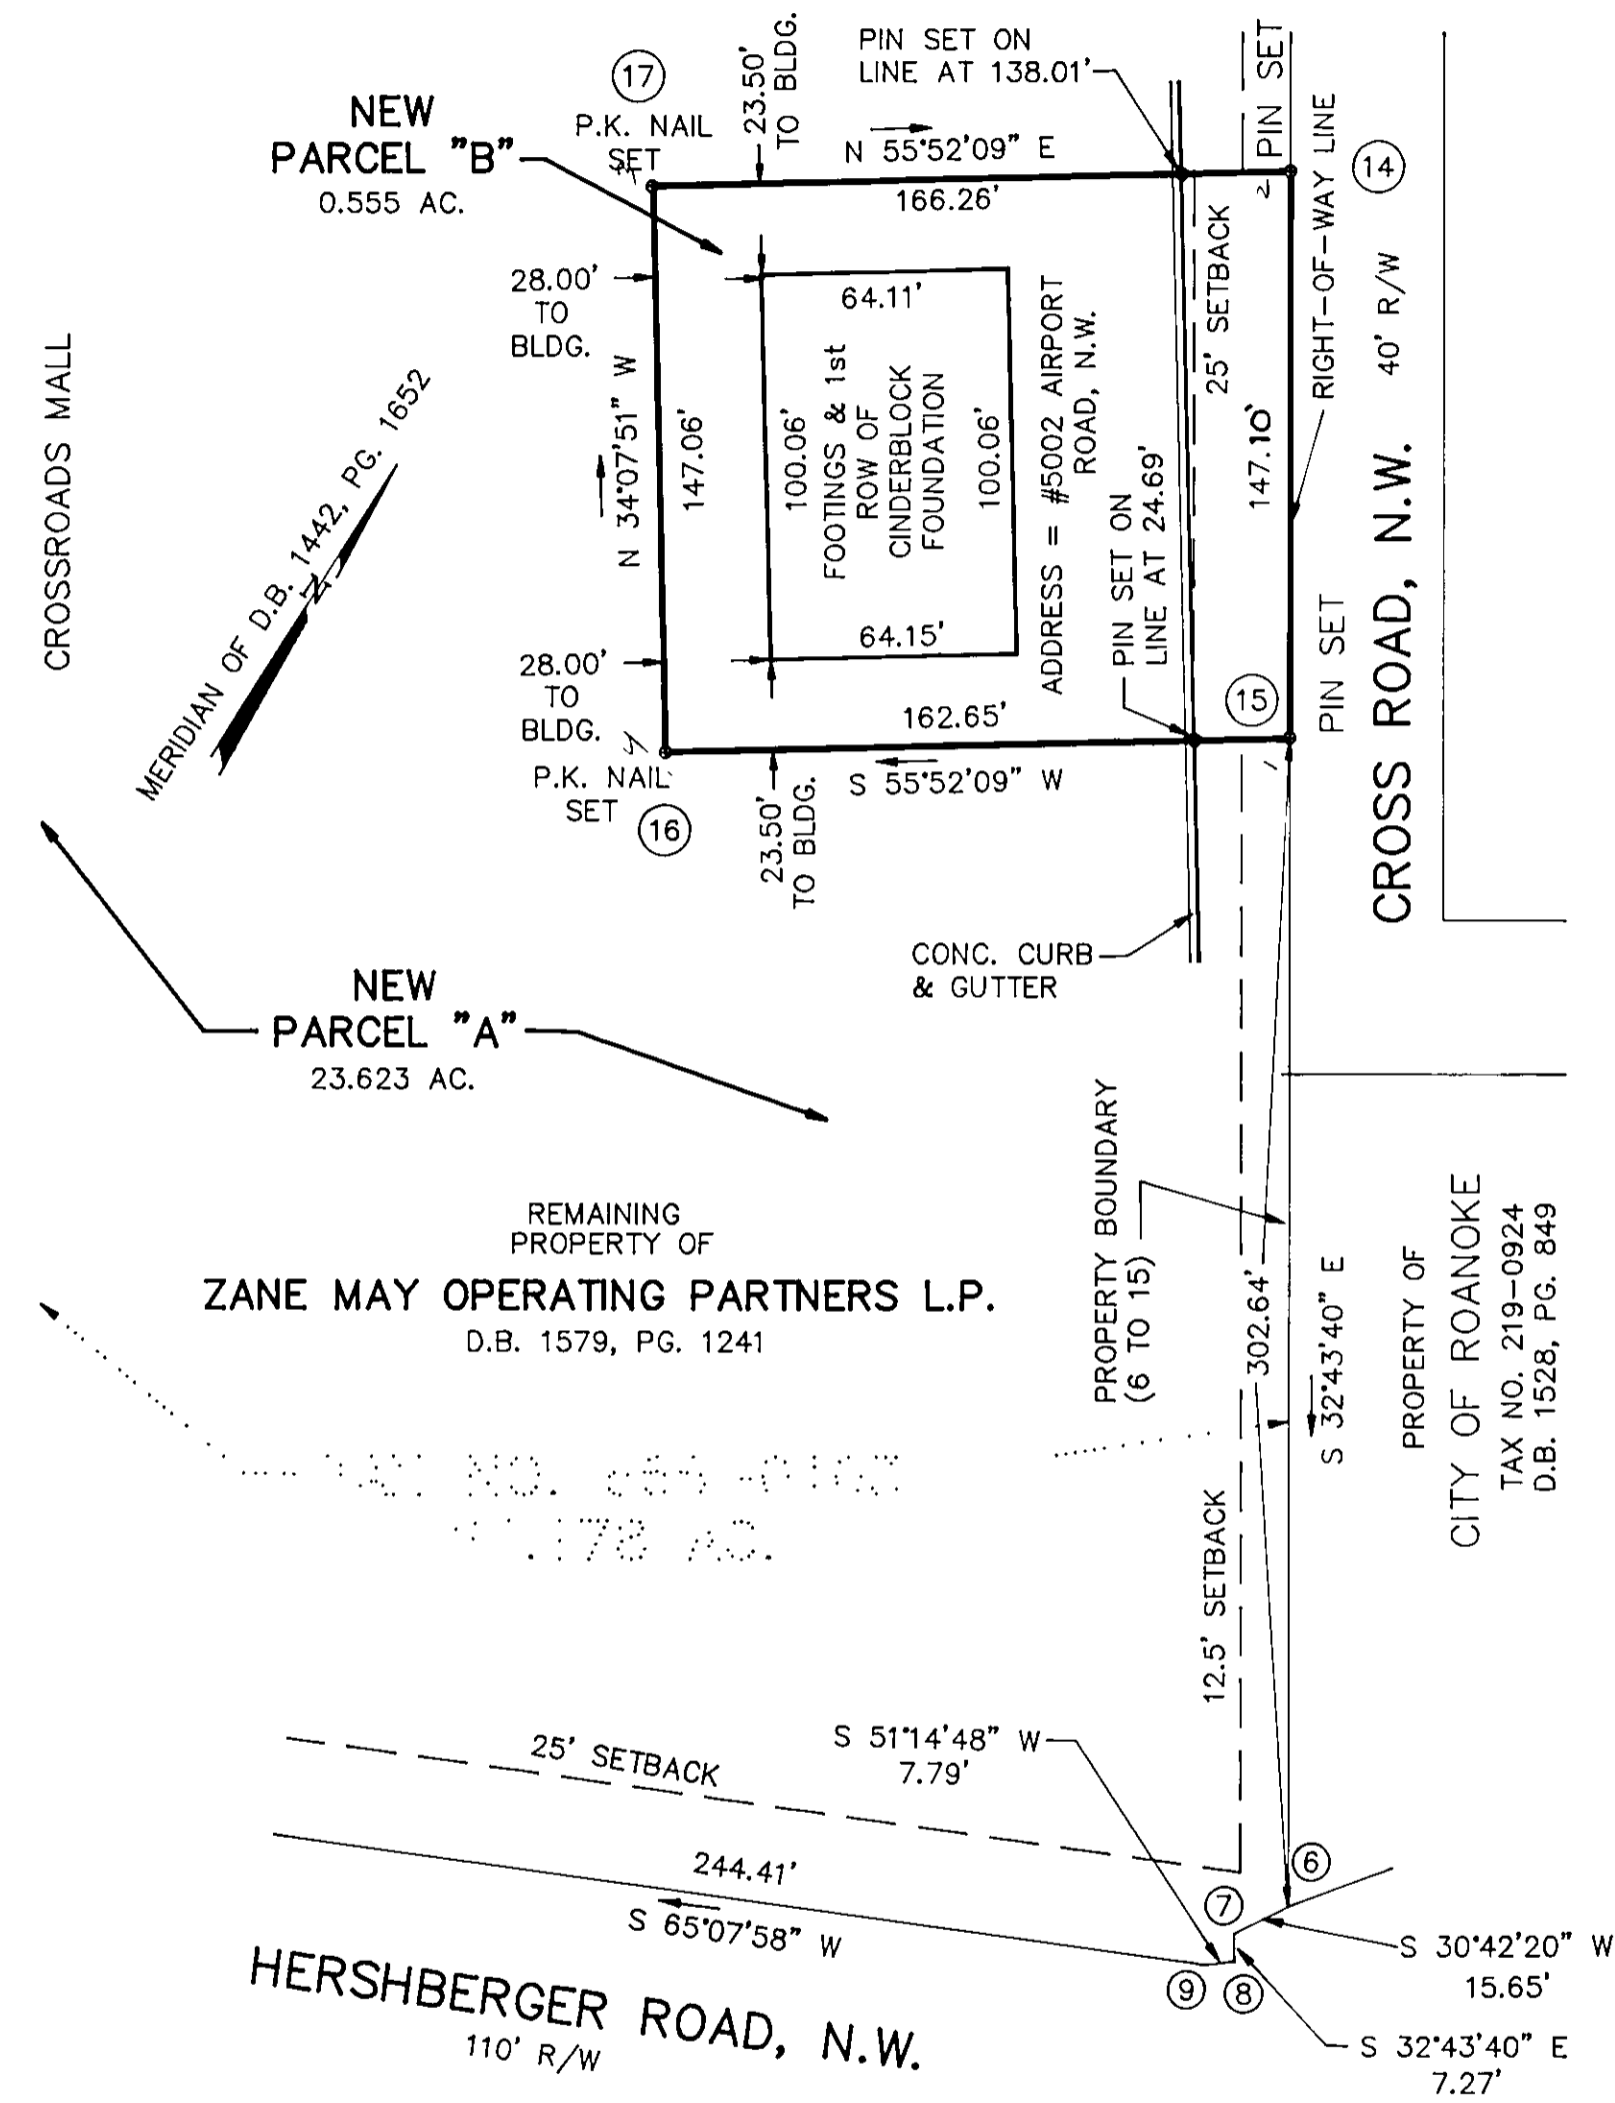 PIN SET ON
LINE AT 138.01'
23.50'
TO BLDG.
PIN SET
17
P.K. NAIL
SET
NEW
PARCEL "B"
0.555 AC.
N 55°52'09" E
166.26'
2
14
RIGHT-OF-WAY LINE
40' R/W
25' SETBACK
28.00'
TO
BLDG.
64.11'
CROSSROADS MALL
MERIDIAN OF D.B. 1442, PG. 1652
N
N 34°07'51" W
147.06'
100.06'
FOOTINGS & 1st
ROW OF
CINDERBLOCK
FOUNDATION
100.06'
ADDRESS = #5002 AIRPORT
ROAD, N.W.
PIN SET ON
LINE AT 24.69'
147.10'
PIN SET
CROSS ROAD, N.W.
28.00'
TO
BLDG.
64.15'
15
162.65'
1
P.K. NAIL
SET
16
23.50'
TO BLDG.
S 55°52'09" W
CONC. CURB
& GUTTER
NEW
PARCEL "A"
23.623 AC.
PROPERTY BOUNDARY
(6 TO 15)
302.64'
S 32°43'40" E
REMAINING
PROPERTY OF
ZANE MAY OPERATING PARTNERS L.P.
D.B. 1579, PG. 1241
PROPERTY OF
CITY OF ROANOKE
TAX NO. 219-0924
D.B. 1528, PG. 849
NO.
.178 AC.
12.5' SETBACK
25' SETBACK
S 51°14'48" W
7.79'
244.41'
S 65°07'58" W
6
7
9
8
S 30°42'20" W
15.65'
S 32°43'40" E
7.27'
HERSHBERGER ROAD, N.W.
110' R/W